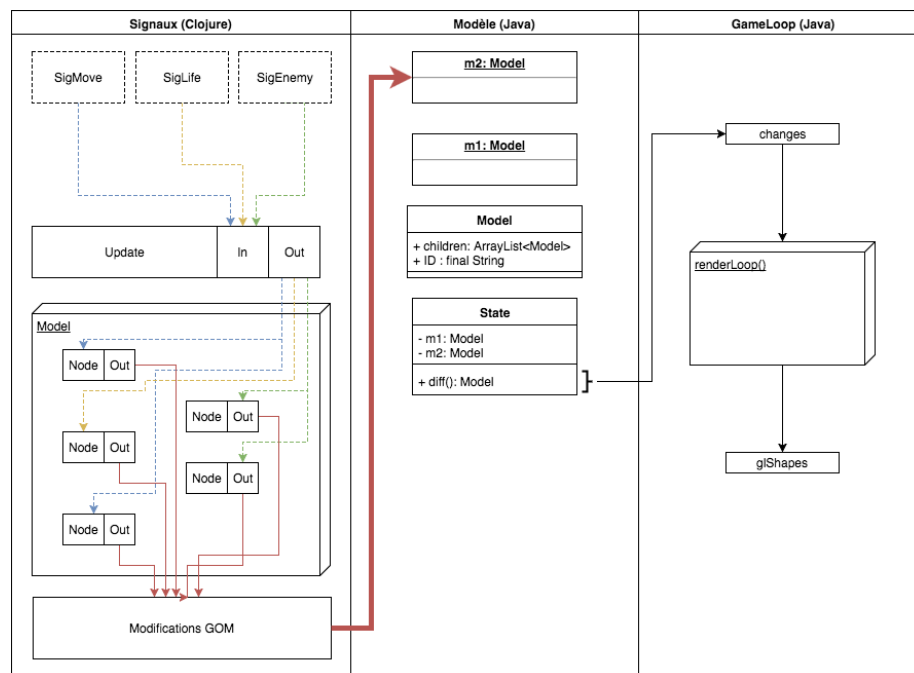 Signaux (Clojure)
SigMove
SigLife
SigEnemy
Update
In
Out
Model
Node
Out
Node
Out
Node
Out
Node
Out
Node
Out
Modifications GOM
Modèle (Java)
m2: Model
m1: Model
Model
+ children: ArrayList<Model>
+ ID : final String
State
- m1: Model
- m2: Model
+ diff(): Model
GameLoop (Java)
changes
renderLoop()
glShapes